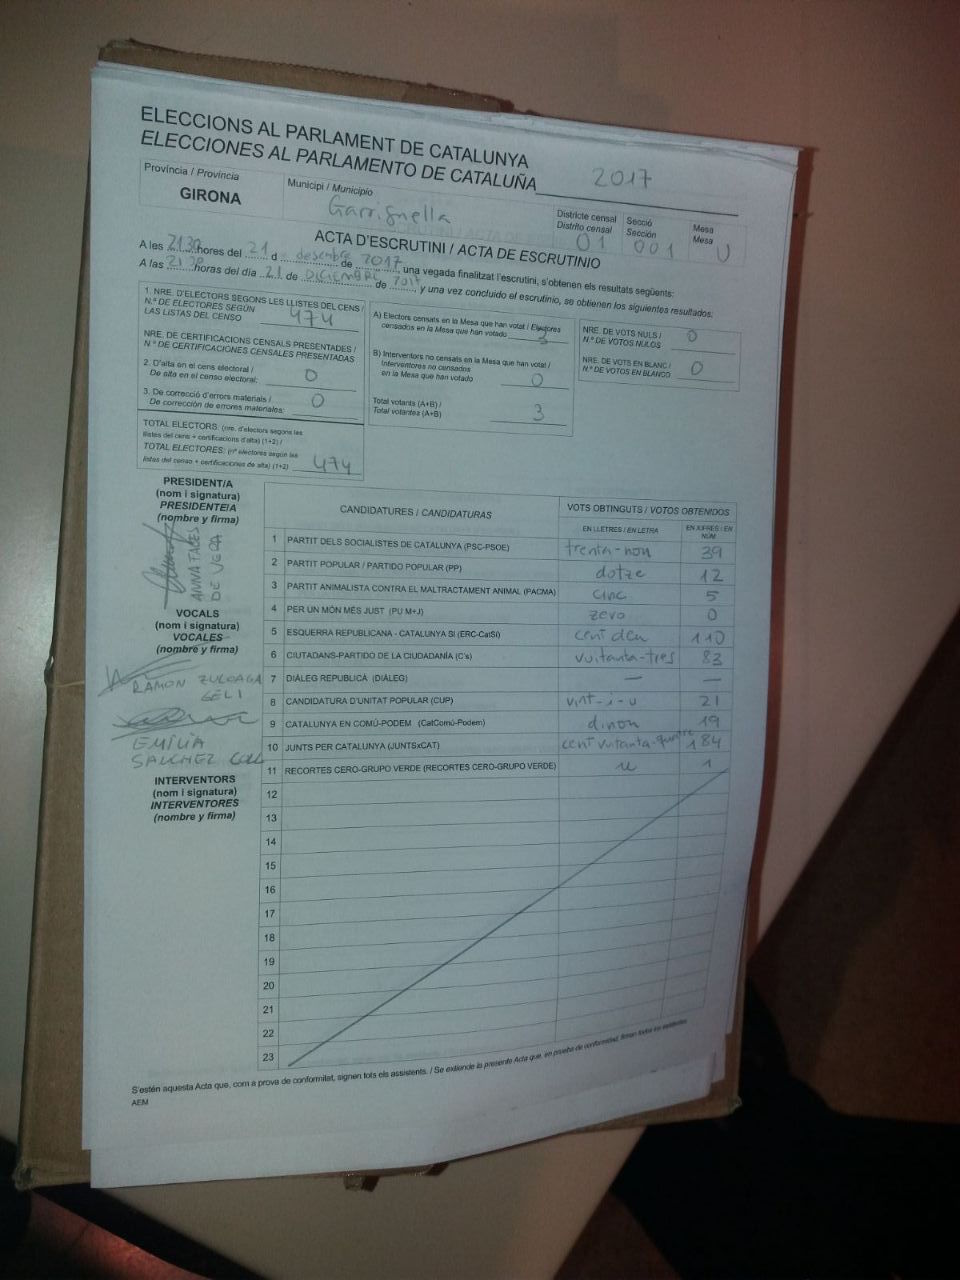 ELECCIONS AL PARLAMENT DE CATALUNYA
ELECCIONES AL PARLAMENTO DE CATALUÑA 2017
Província / Provincia
GIRONA
Municipi / Municipio
Garriguella
Districte censal
Distrito censal
01
Secció
Sección
001
Mesa
Mesa
U
ACTA D'ESCRUTINI / ACTA DE ESCRUTINIO
A les 21:30 hores del 21 d desembre de 2017, una vegada finalitzat l'escrutini, s'obtenen els resultats següents:
A las 21:30 horas del día 21 de DICIEMBRE de 2017 y una vez concluido el escrutinio, se obtienen los siguientes resultados:
1. NRE. D'ELECTORS SEGONS LES LLISTES DEL CENS /
N.º DE ELECTORES SEGÚN
LAS LISTAS DEL CENSO 474
NRE. DE CERTIFICACIONS CENSALS PRESENTADES /
N.º DE CERTIFICACIONES CENSALES PRESENTADAS
2. D'alta en el cens electoral /
De alta en el censo electoral: 0
3. De correcció d'errors materials /
De corrección de errores materiales: 0
TOTAL ELECTORS: (nre. d'electors segons les
llistes del cens + certificacions d'alta) (1+2) /
TOTAL ELECTORES: (nº electores según las
listas del censo + certificaciones de alta) (1+2) 474
A) Electors censats en la Mesa que han votat / Electores
censados en la Mesa que han votado 3
B) Interventors no censats en la Mesa que han votat /
Interventores no censados
en la Mesa que han votado 0
Total votants (A+B) /
Total votantes (A+B) 3
NRE. DE VOTS NULS /
N.º DE VOTOS NULOS 0
NRE. DE VOTS EN BLANC /
N.º DE VOTOS EN BLANCO 0
PRESIDENT/A
(nom i signatura)
PRESIDENTE/A
(nombre y firma)
ANNA
DE VERA
VOCALS
(nom i signatura)
VOCALES
(nombre y firma)
RAMON ZULOAGA
GELI
EMILIA
SANCHEZ COLL
INTERVENTORS
(nom i signatura)
INTERVENTORES
(nombre y firma)
CANDIDATURES / CANDIDATURAS
VOTS OBTINGUTS / VOTOS OBTENIDOS
EN LLETRES / EN LETRA
EN XIFRES / EN NÚM
1 PARTIT DELS SOCIALISTES DE CATALUNYA (PSC-PSOE) trenta-nou 39
2 PARTIT POPULAR / PARTIDO POPULAR (PP) dotze 12
3 PARTIT ANIMALISTA CONTRA EL MALTRACTAMENT ANIMAL (PACMA) cinc 5
4 PER UN MÓN MÉS JUST (PU M+J) zero 0
5 ESQUERRA REPUBLICANA - CATALUNYA SÍ (ERC-CatSí) cent deu 110
6 CIUTADANS-PARTIDO DE LA CIUDADANÍA (C's) vuitanta-tres 83
7 DIÀLEG REPUBLICÀ (DIÀLEG) — —
8 CANDIDATURA D'UNITAT POPULAR (CUP) vint-i-u 21
9 CATALUNYA EN COMÚ-PODEM (CatComú-Podem) dinou 19
10 JUNTS PER CATALUNYA (JUNTSxCAT) cent vuitanta-quatre 184
11 RECORTES CERO-GRUPO VERDE (RECORTES CERO-GRUPO VERDE) u 1
12
13
14
15
16
17
18
19
20
21
22
23
S'estén aquesta Acta que, com a prova de conformitat, signen tots els assistents. / Se extiende la presente Acta que, en prueba de conformidad, firman todos los asistentes.
AEM